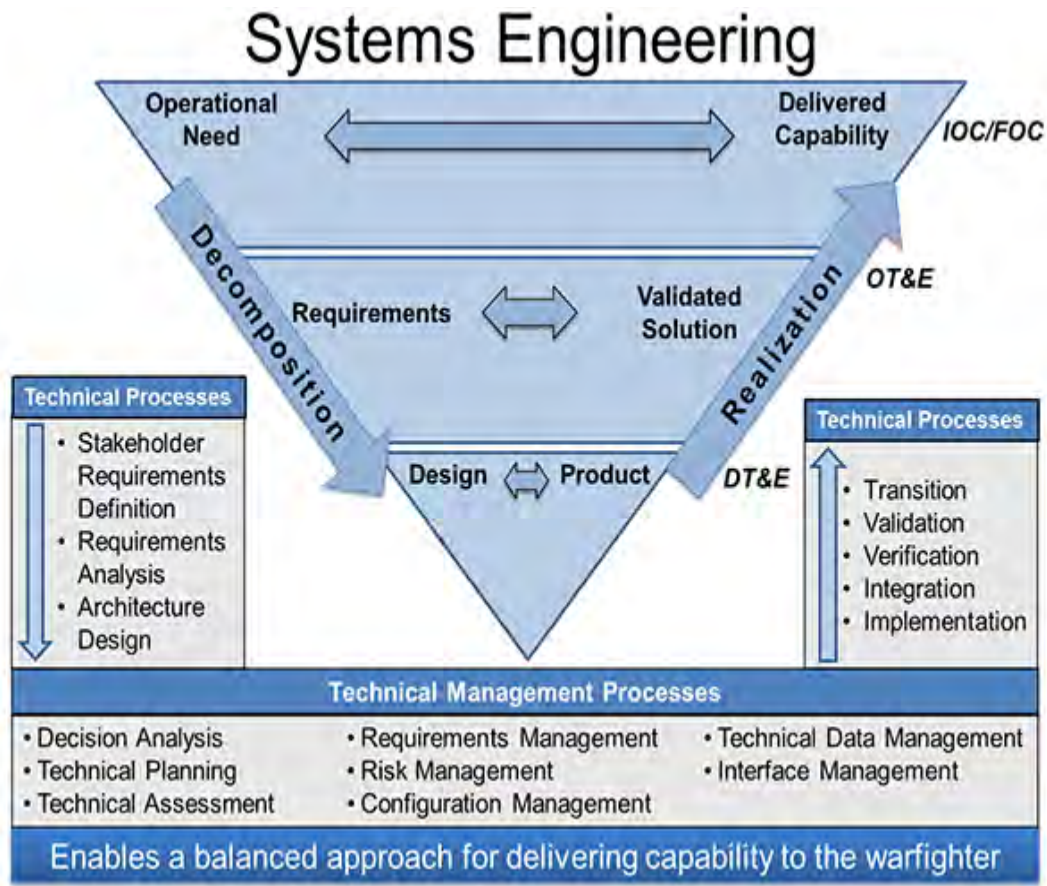 Systems Engineering
Operational
Need
Delivered
Capability
IOC/FOC
Decomposition
Realization
OT&E
Requirements
Validated
Solution
Design
Product
DT&E
Technical Processes
• Stakeholder
Requirements
Definition
• Requirements
Analysis
• Architecture
Design
Technical Processes
• Transition
• Validation
• Verification
• Integration
• Implementation
Technical Management Processes
• Decision Analysis
• Technical Planning
• Technical Assessment
• Requirements Management
• Risk Management
• Configuration Management
• Technical Data Management
• Interface Management
Enables a balanced approach for delivering capability to the warfighter